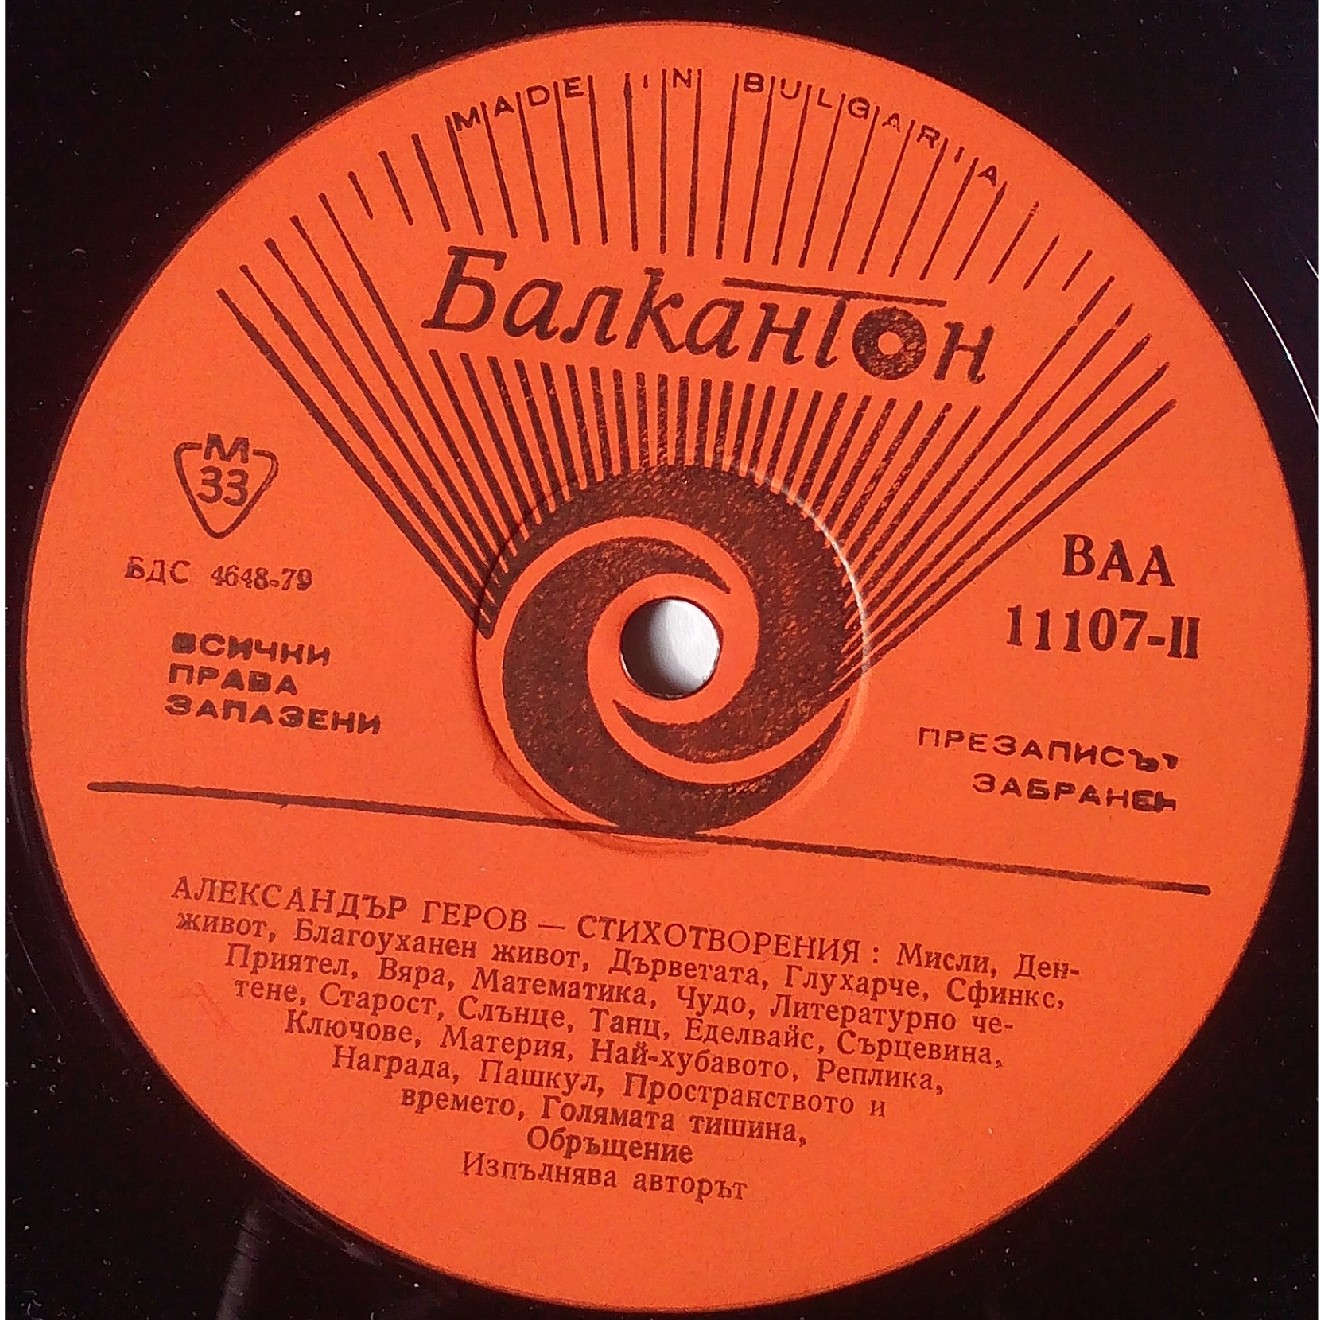 MADE IN BULGARIA
Балкантон
М
33
БДС 4648-79
ВСИЧКИ
ПРАВА
ЗАПАЗЕНИ
ВАА
11107-II
ПРЕЗАПИСЪТ
ЗАБРАНЕН
АЛЕКСАНДЪР ГЕРОВ — СТИХОТВОРЕНИЯ: Мисли, Ден-
живот, Благоуханен живот, Дърветата, Глухарче, Сфинкс,
Приятел, Вяра, Математика, Чудо, Литературно че-
тене, Старост, Слънце, Танц, Еделвайс, Сърцевина,
Ключове, Материя, Най-хубавото, Реплика,
Награда, Пашкул, Пространството и
времето, Голямата тишина,
Обръщение
Изпълнява авторът